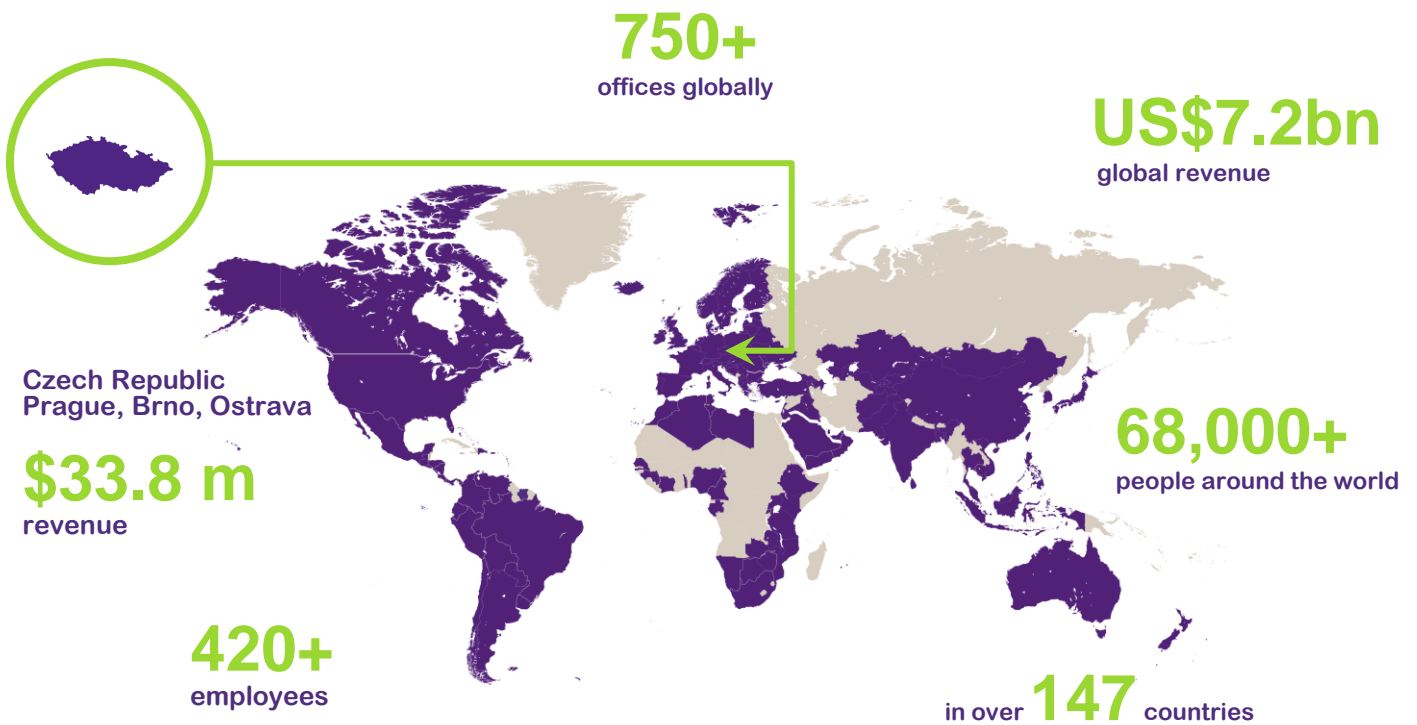 750+
offices globally
US$7.2bn
global revenue
Czech Republic
Prague, Brno, Ostrava
$33.8 m
revenue
68,000+
people around the world
420+
employees
in over 147 countries